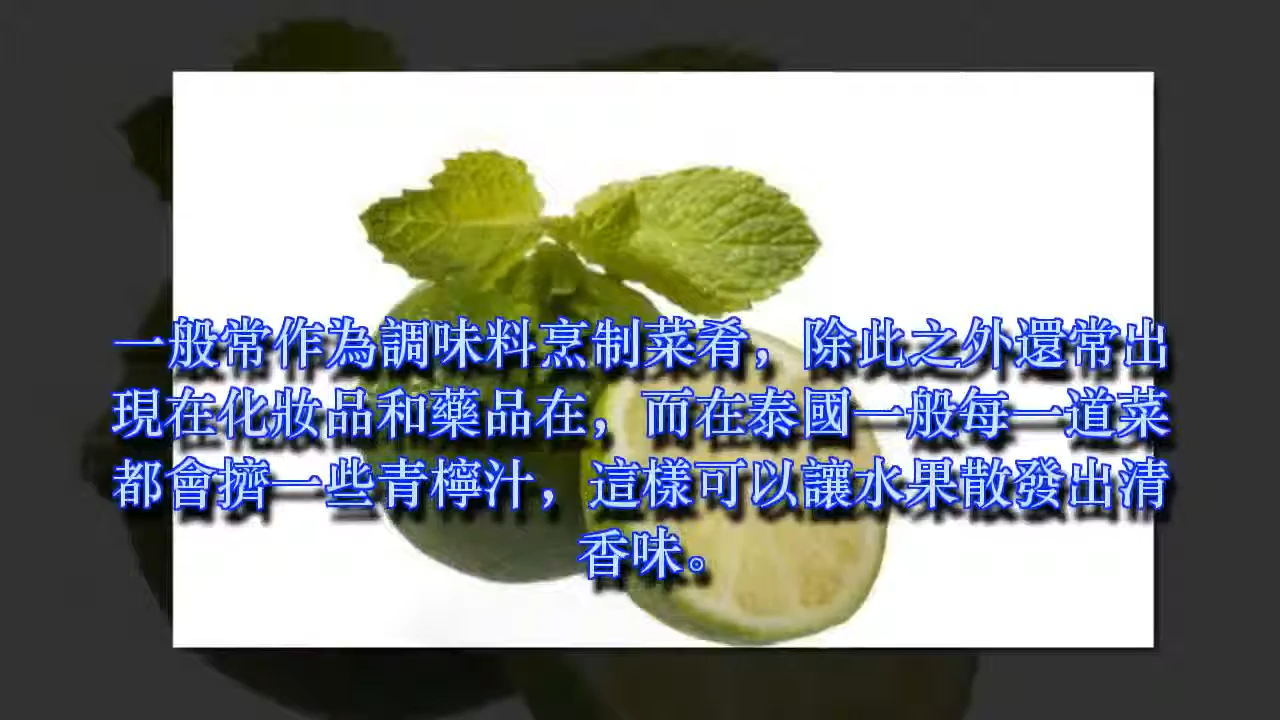 一般常作為調味料烹制菜肴，除此之外還常出
現在化妝品和藥品在，而在泰國一般每一道菜
都會擠一些青檸汁，這樣可以讓水果散發出清
香味。